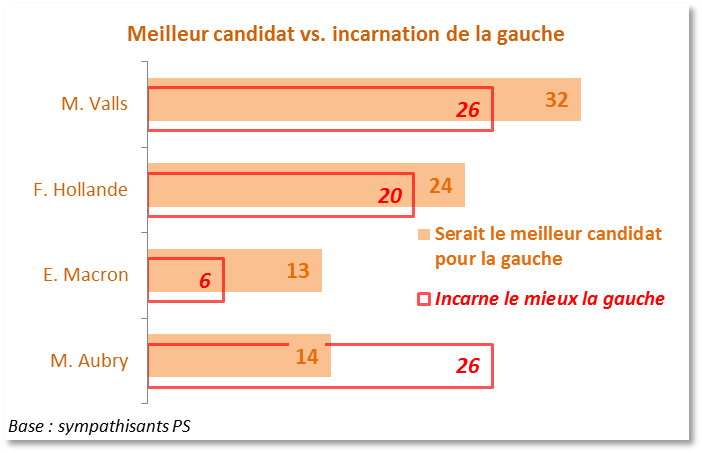 Meilleur candidat vs. incarnation de la gauche
M. Valls
32
26
F. Hollande
24
20
Serait le meilleur candidat
pour la gauche
E. Macron
13
6
Incarne le mieux la gauche
M. Aubry
14
26
Base : sympathisants PS